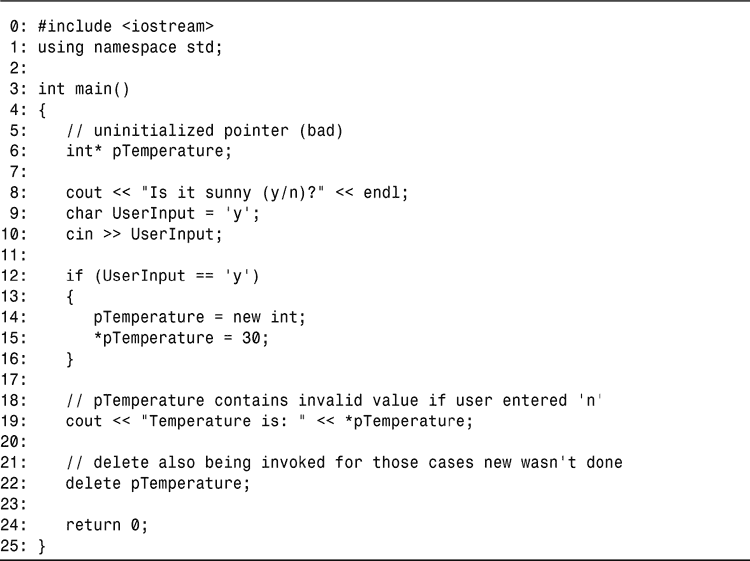 0: #include <iostream>
1: using namespace std;
2:
3: int main()
4: {
5:    // uninitialized pointer (bad)
6:    int* pTemperature;
7:
8:    cout << "Is it sunny (y/n)?" << endl;
9:    char UserInput = 'y';
10:    cin >> UserInput;
11:
12:    if (UserInput == 'y')
13:    {
14:       pTemperature = new int;
15:       *pTemperature = 30;
16:    }
17:
18:    // pTemperature contains invalid value if user entered 'n'
19:    cout << "Temperature is: " << *pTemperature;
20:
21:    // delete also being invoked for those cases new wasn't done
22:    delete pTemperature;
23:
24:    return 0;
25: }